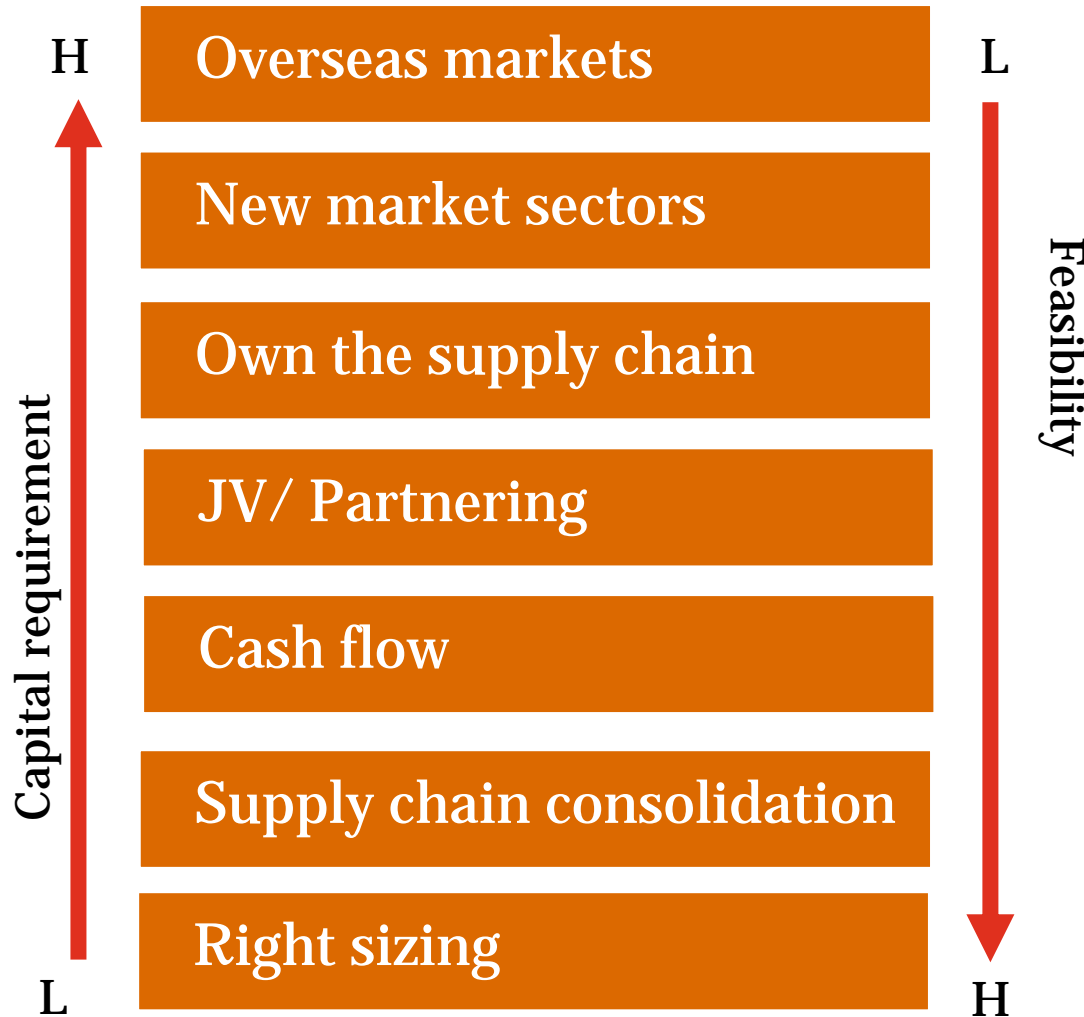 H
Overseas markets
L
New market sectors
Own the supply chain
JV/ Partnering
Cash flow
Supply chain consolidation
Right sizing
L
H
Capital requirement
Feasibility